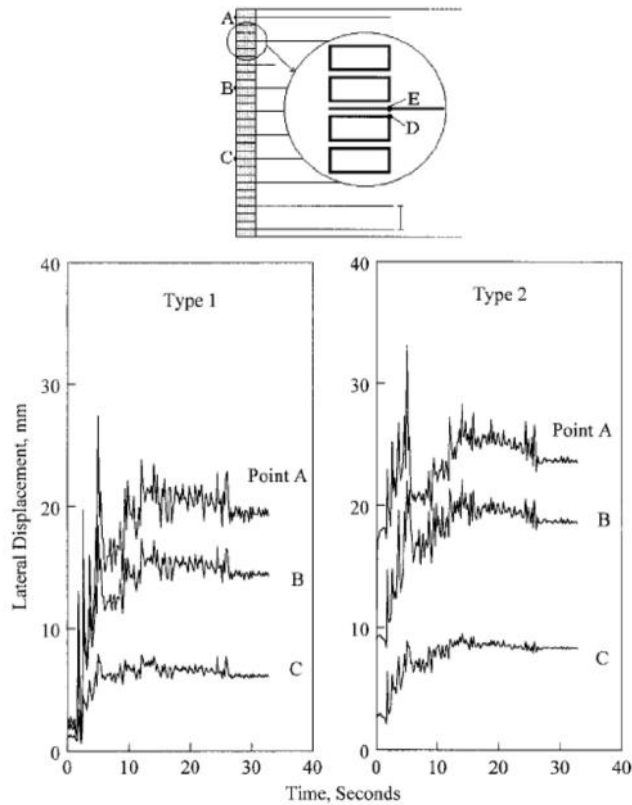 A
B
C
E
D
40
30
20
10
0
Type 1
Point A
B
C
0 10 20 30 40
Lateral Displacement, mm
40
30
20
10
0
Type 2
Point A
B
C
0 10 20 30 40
Time, Seconds